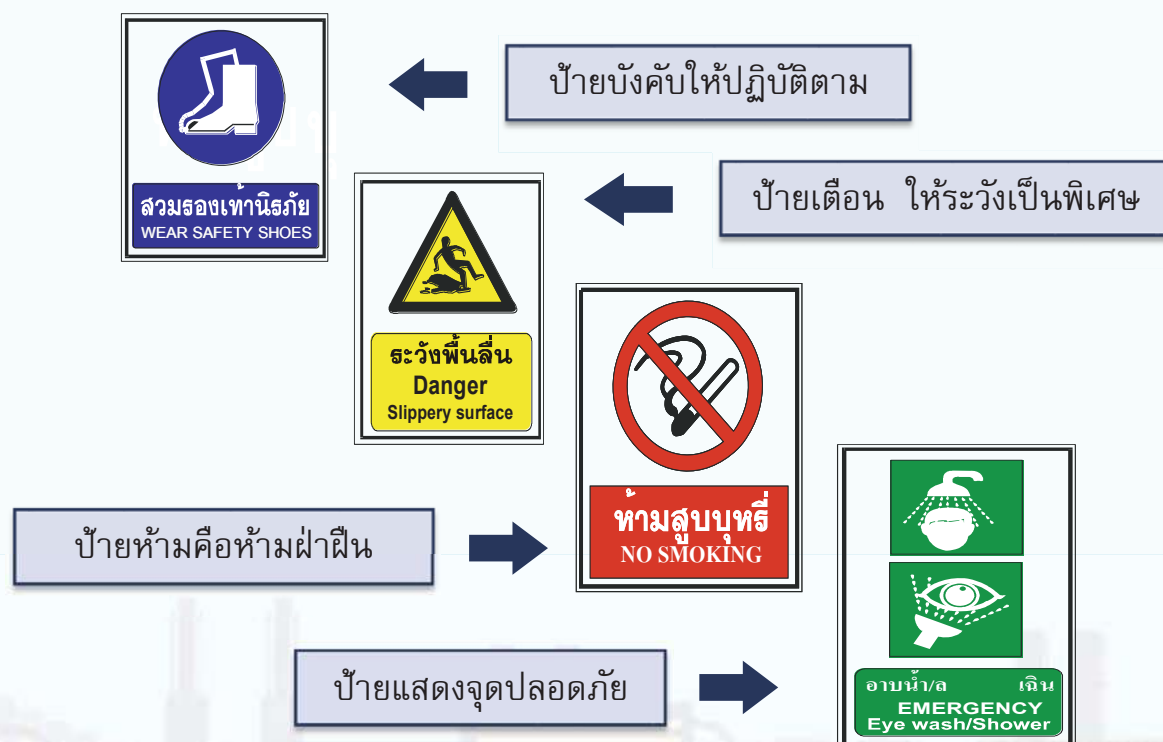 ป้ายบังคับให้ปฏิบัติตาม
สวมรองเท้านิรภัย
WEAR SAFETY SHOES
ป้ายเตือน ให้ระวังเป็นพิเศษ
ระวังพื้นลื่น
Danger
Slippery surface
ห้ามสูบบุหรี่
NO SMOKING
ป้ายห้ามคือห้ามฝ่าฝืน
ป้ายแสดงจุดปลอดภัย
อาบน้ำ/ล เฉิน
EMERGENCY
Eye wash/Shower